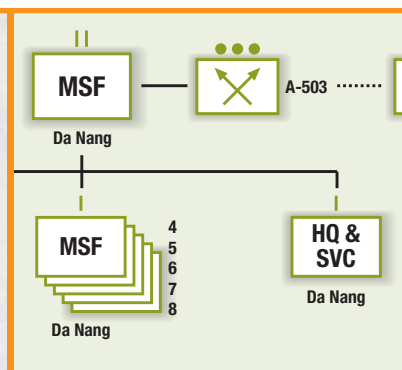 MSF
A-503
Da Nang
MSF
4
5
6
7
8
Da Nang
HQ &
SVC
Da Nang